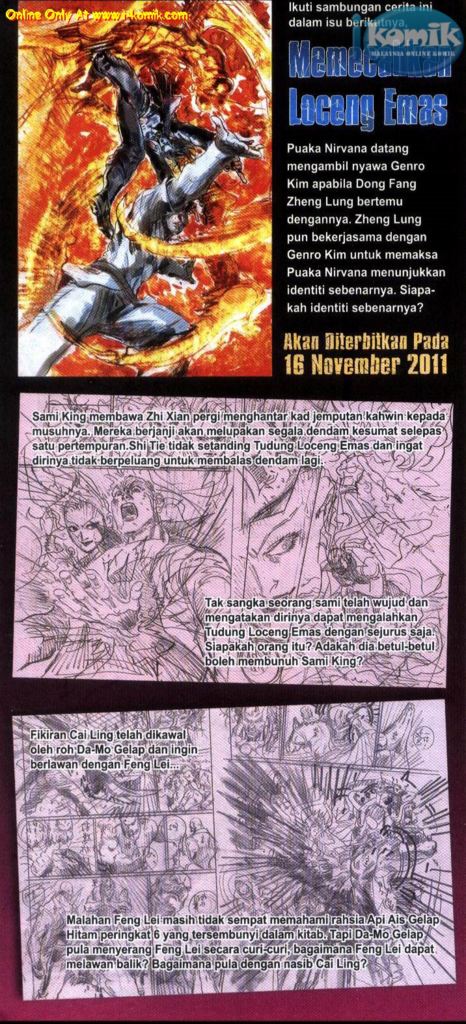 Online Only At www.i-komik.com
Ikuti sambungan cerita ini
dalam isu berikutnya,
komik
MALAYSIA ONLINE KOMIK
Loceng Emas
Puaka Nirvana datang
mengambil nyawa Genro
Kim apabila Dong Fang
Zheng Lung bertemu
dengannya. Zheng Lung
pun bekerjasama dengan
Genro Kim untuk memaksa
Puaka Nirvana menunjukkan
identiti sebenarnya. Siapa-
kah identiti sebenarnya?
Akan Diterbitkan Pada
16 November 2011
Sami King membawa Zhi Xian pergi menghantar kad jemputan kahwin kepada
musuhnya. Mereka berjanji akan melupakan segala dendam kesumat selepas
satu pertempuran.Shi Tie tidak setanding Tudung Loceng Emas dan ingat
dirinya tidak berpeluang untuk membalas dendam lagi.
Tak sangka seorang sami telah wujud dan
mengatakan dirinya dapat mengalahkan
Tudung Loceng Emas dengan sejurus saja.
Siapakah orang itu? Adakah dia betul-betul
boleh membunuh Sami King?
Fikiran Cai Ling telah dikawal
oleh roh Da-Mo Gelap dan ingin
berlawan dengan Feng Lei...
Malahan Feng Lei masih tidak sempat memahami rahsia Api Ais Gelap
Hitam peringkat 6 yang tersembunyi dalam kitab. Tapi Da-Mo Gelap
pula menyerang Feng Lei secara curi-curi, bagaimana Feng Lei dapat
melawan balik? Bagaimana pula dengan nasib Cai Ling?